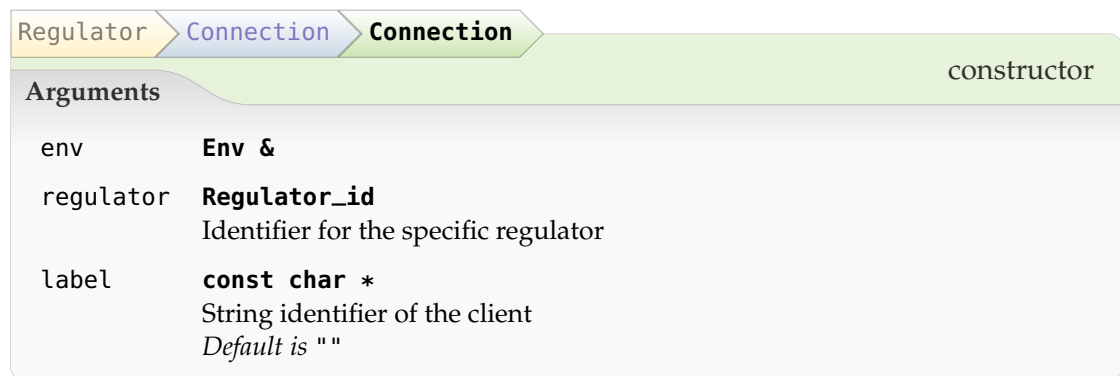 Regulator Connection Connection
constructor
Arguments
env Env &
regulator Regulator_id
Identifier for the specific regulator
label const char *
String identifier of the client
Default is ""